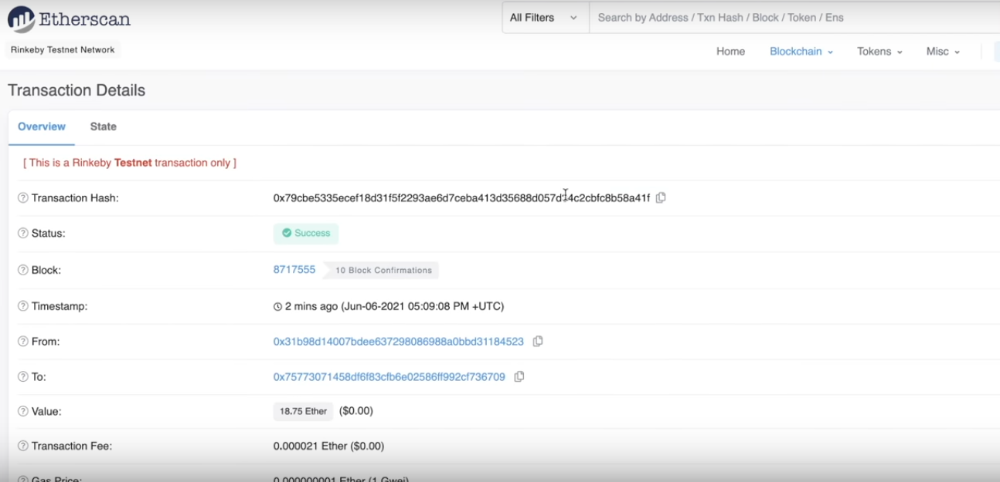 Etherscan
All Filters
Search by Address / Txn Hash / Block / Token / Ens
Rinkeby Testnet Network
Home Blockchain Tokens Misc
Transaction Details
Overview State
[ This is a Rinkeby Testnet transaction only ]
Transaction Hash:
Status: Success
Block: 8717555 10 Block Confirmations
Timestamp: 2 mins ago (Jun-06-2021 05:09:08 PM +UTC)
From: 0x31b98d14007bdee637298086988a0bbd31184523
To: 0x75773071458df6f83cfb6e02586ff992cf736709
Value: 18.75 Ether ($0.00)
Transaction Fee: 0.000021 Ether ($0.00)
Gas Price: 0.000000001 Ether (1 Gwei)